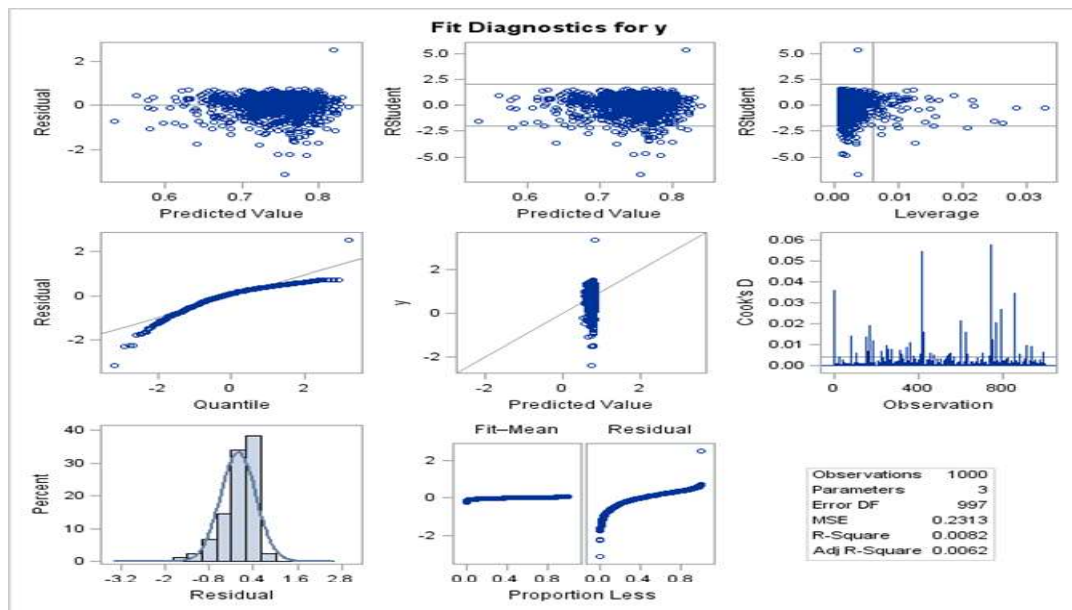 Fit Diagnostics for y
Residual
2
0
-2
0.6 0.7 0.8
Predicted Value
RStudent
5.0
2.5
0.0
-2.5
-5.0
0.6 0.7 0.8
Predicted Value
RStudent
5.0
2.5
0.0
-2.5
-5.0
0.00 0.01 0.02 0.03
Leverage
Residual
2
0
-2
-2 0 2
Quantile
y
2
0
-2
-2 0 2
Predicted Value
Cook's D
0.06
0.05
0.04
0.03
0.02
0.01
0.00
0 400 800
Observation
Percent
40
30
20
10
0
-3.2 -2 -0.8 0.4 1.6 2.8
Residual
Fit–Mean Residual
2
0
-2
0.0 0.4 0.8 0.0 0.4 0.8
Proportion Less
Observations 1000
Parameters 3
Error DF 997
MSE 0.2313
R-Square 0.0082
Adj R-Square 0.0062